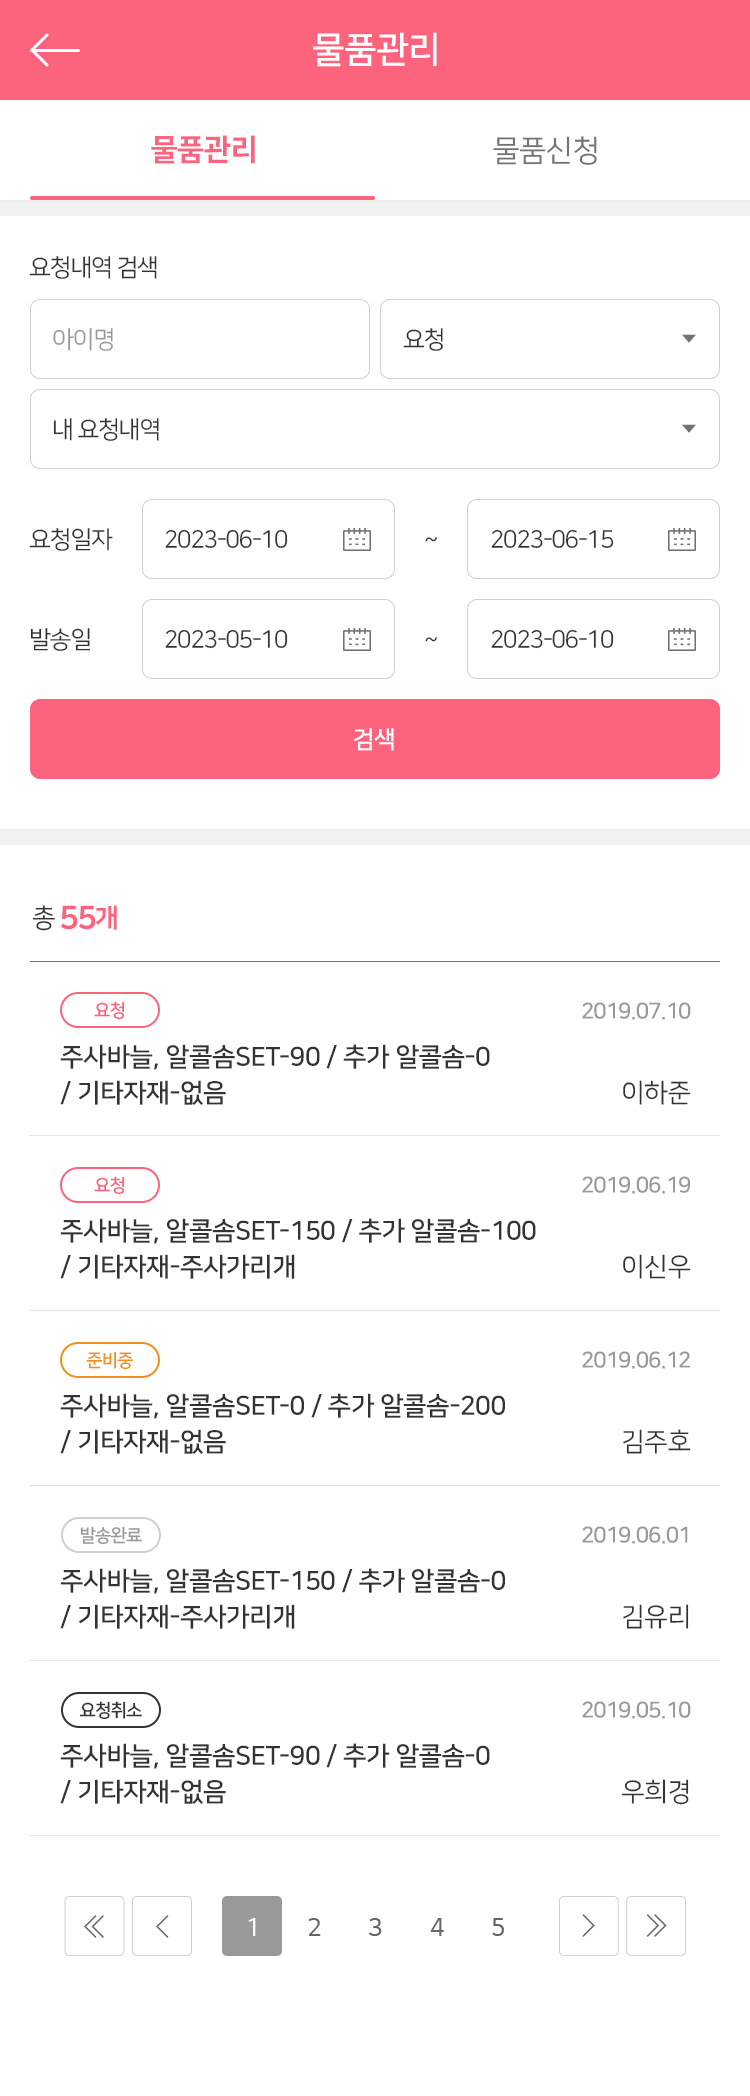 물품관리
물품관리 물품신청
요청내역 검색
아이명 요청
내 요청내역
요청일자 2023-06-10 ~ 2023-06-15
발송일 2023-05-10 ~ 2023-06-10
검색
총 55개
요청 2019.07.10
주사바늘, 알콜솜SET-90 / 추가 알콜솜-0
/ 기타자재-없음 이하준
요청 2019.06.19
주사바늘, 알콜솜SET-150 / 추가 알콜솜-100
/ 기타자재-주사가리개 이신우
준비중 2019.06.12
주사바늘, 알콜솜SET-0 / 추가 알콜솜-200
/ 기타자재-없음 김주호
발송완료 2019.06.01
주사바늘, 알콜솜SET-150 / 추가 알콜솜-0
/ 기타자재-주사가리개 김유리
요청취소 2019.05.10
주사바늘, 알콜솜SET-90 / 추가 알콜솜-0
/ 기타자재-없음 우희경
1 2 3 4 5